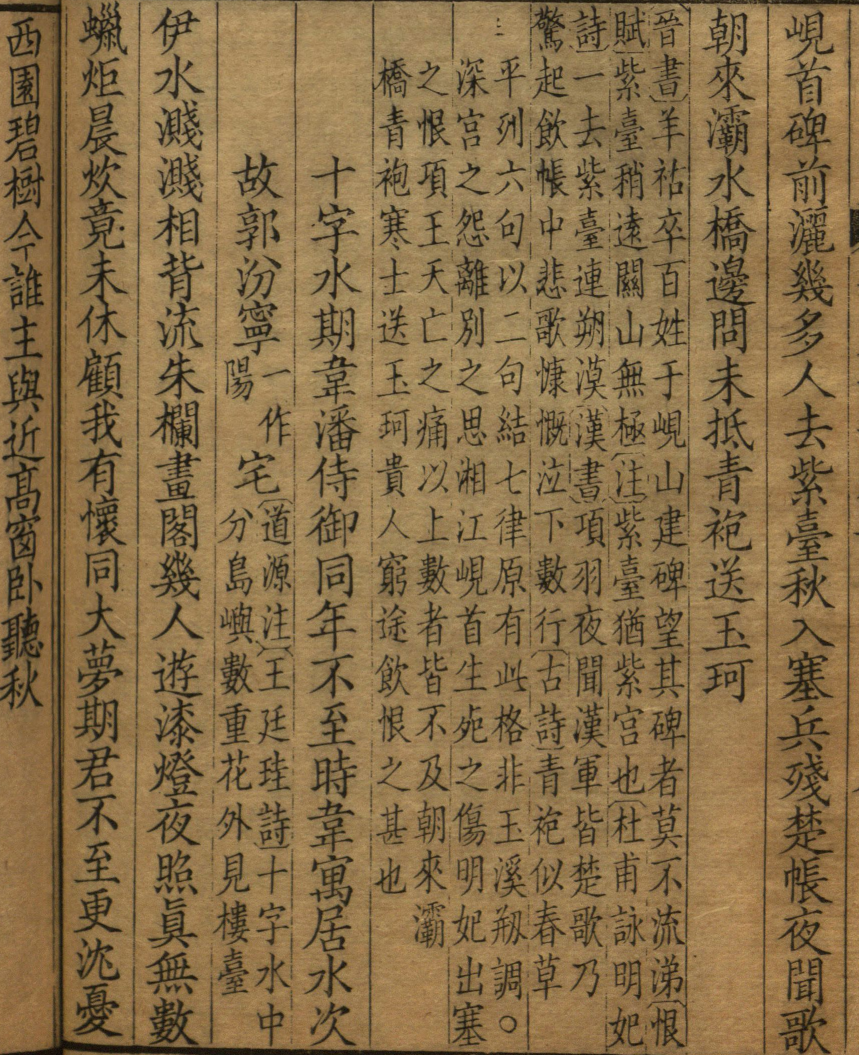 峴首碑前灑幾多人去紫臺秋入塞兵殘楚帳夜聞歌
朝來灞水橋邊問未抵青袍送玉珂
〔晉書〕羊祜卒百姓于峴山建碑望其碑者莫不流涕〔恨
賦〕紫臺稍遠關山無極〔注〕紫臺猶紫宮也〔杜甫詠明妃
詩〕一去紫臺連朔漠〔漢書〕項羽夜聞漢軍皆楚歌乃
驚起飲帳中悲歌慷慨泣下數行〔古詩〕青袍似春草
平列六句以二句結七律原有此格非玉溪刱調。
深宮之怨離別之思湘江峴首生死之傷明妃出塞
之恨項王天亡之痛以上數者皆不及朝來灞
橋青袍寒士送玉珂貴人窮途飲恨之甚也
十字水期韋潘侍御同年不至時韋寓居水次
故郭汾寧一作陽宅〔道源注〕王廷珪〔詩〕十字水中分島嶼數重花外見樓臺
伊水濺濺相背流朱欄畫閣幾人遊漆燈夜照眞無數
蠟炬晨炊竟未休顧我有懷同大夢期君不至更沈憂
西園碧樹今誰主與近高窗卧聽秋